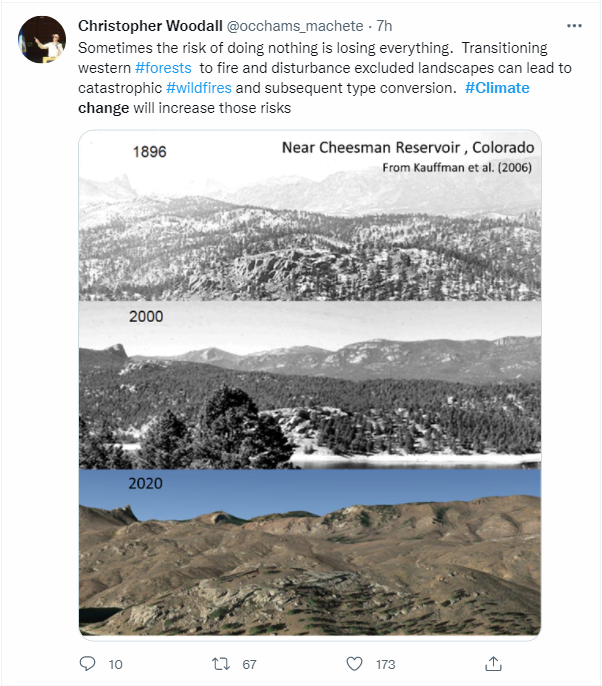 Christopher Woodall @occhams_machete · 7h
Sometimes the risk of doing nothing is losing everything.  Transitioning
western #forests  to fire and disturbance excluded landscapes can lead to
catastrophic #wildfires and subsequent type conversion.  #Climate
change will increase those risks
1896
Near Cheesman Reservoir , Colorado
From Kauffman et al. (2006)
2000
2020
10
67
173